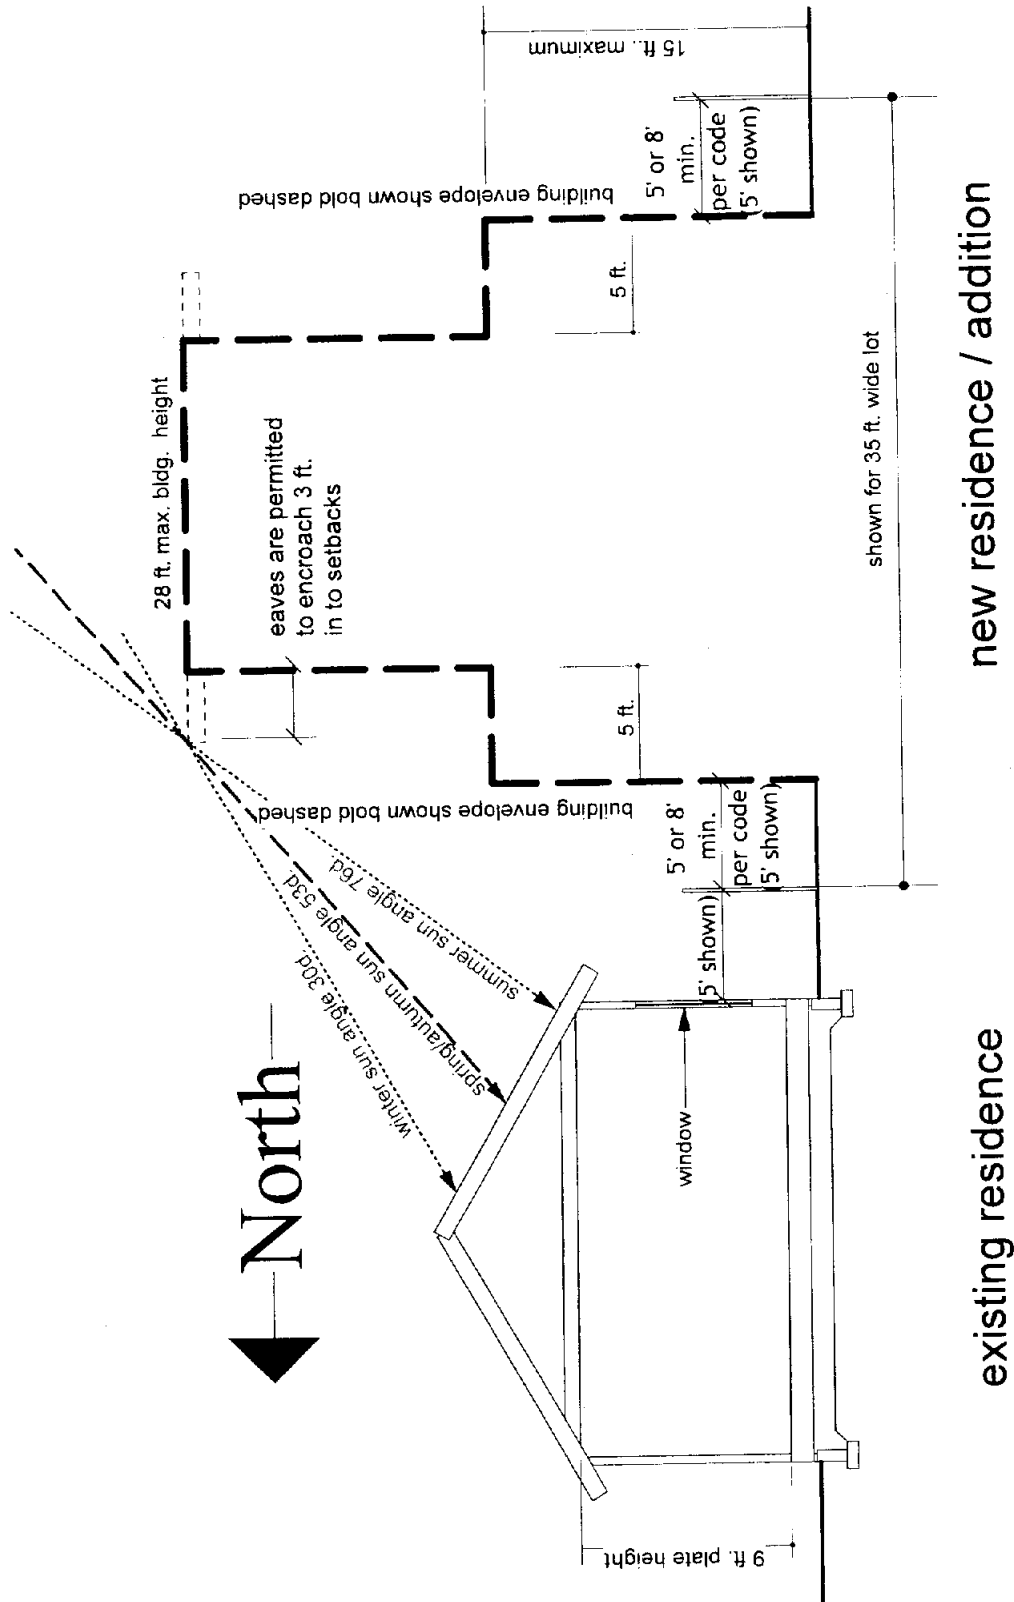 North
winter sun angle 30d.
spring/autumn sun angle 53d.
summer sun angle 76d.
28 ft. max. bldg. height
eaves are permitted
to encroach 3 ft.
in to setbacks
building envelope shown bold dashed
building envelope shown bold dashed
15 ft.. maximum
5 ft.
5 ft.
5' or 8'
min.
per code
5' shown)
5' or 8'
min.
per code
(5' shown)
(5' shown)
window
9 ft. plate height
shown for 35 ft. wide lot
existing residence
new residence / addition